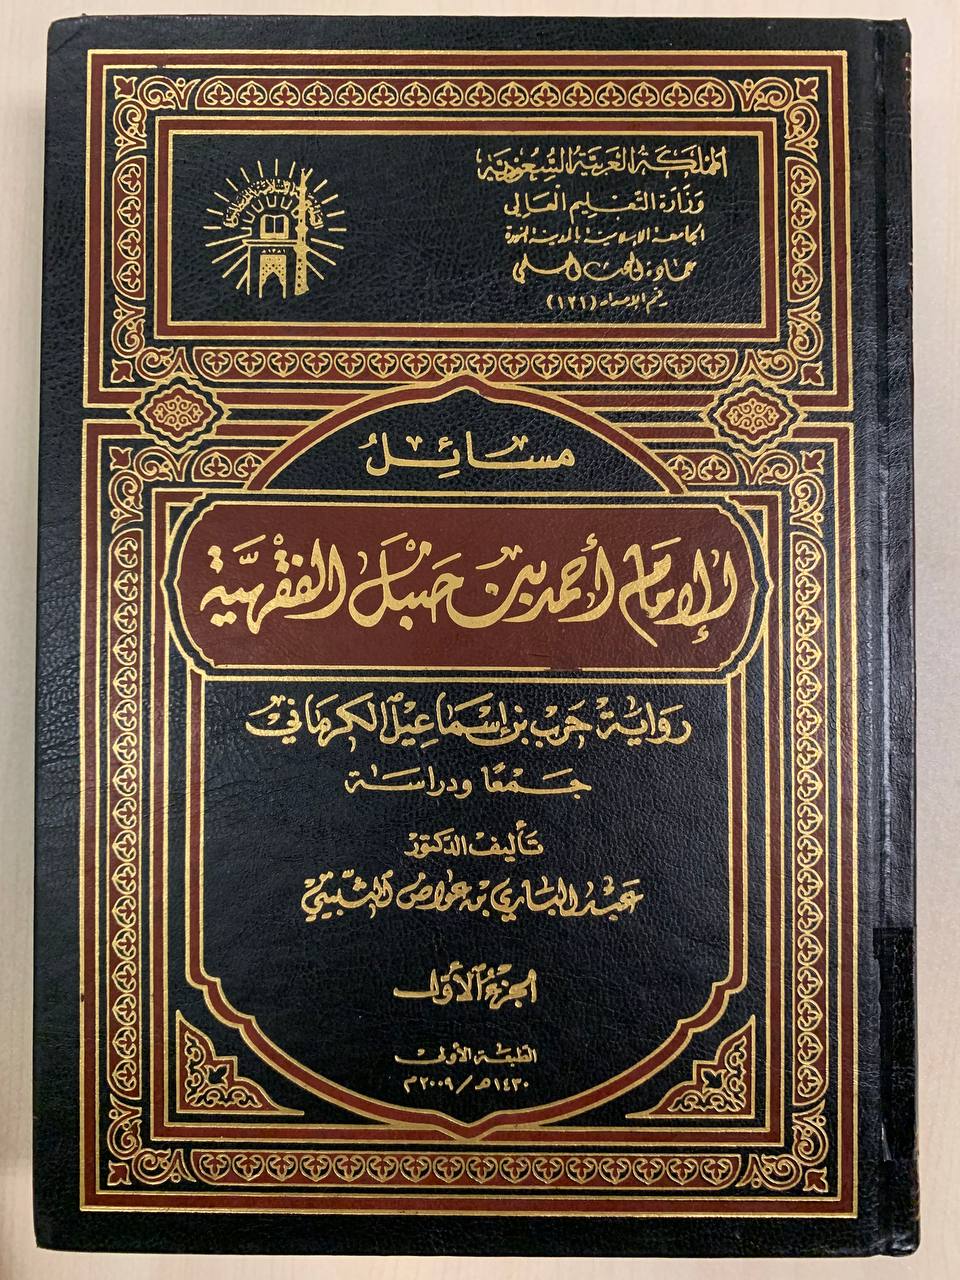 المملكة العربية السعودية
وزارة التعليم العالي
الجامعة الإسلامية بالمدينة المنورة
عمادة البحث العلمي
رقم الإصدار (١٢١)
مسائل
الإمام أحمد بن حنبل الفقهية
رواية حرب بن إسماعيل الكرماني
جمعًا ودراسة
تأليف الدكتور
عبد الباري بن عواض الثبيتي
الجزء الأول
الطبعة الأولى
١٤٣٠هـ / ٢٠٠٩م